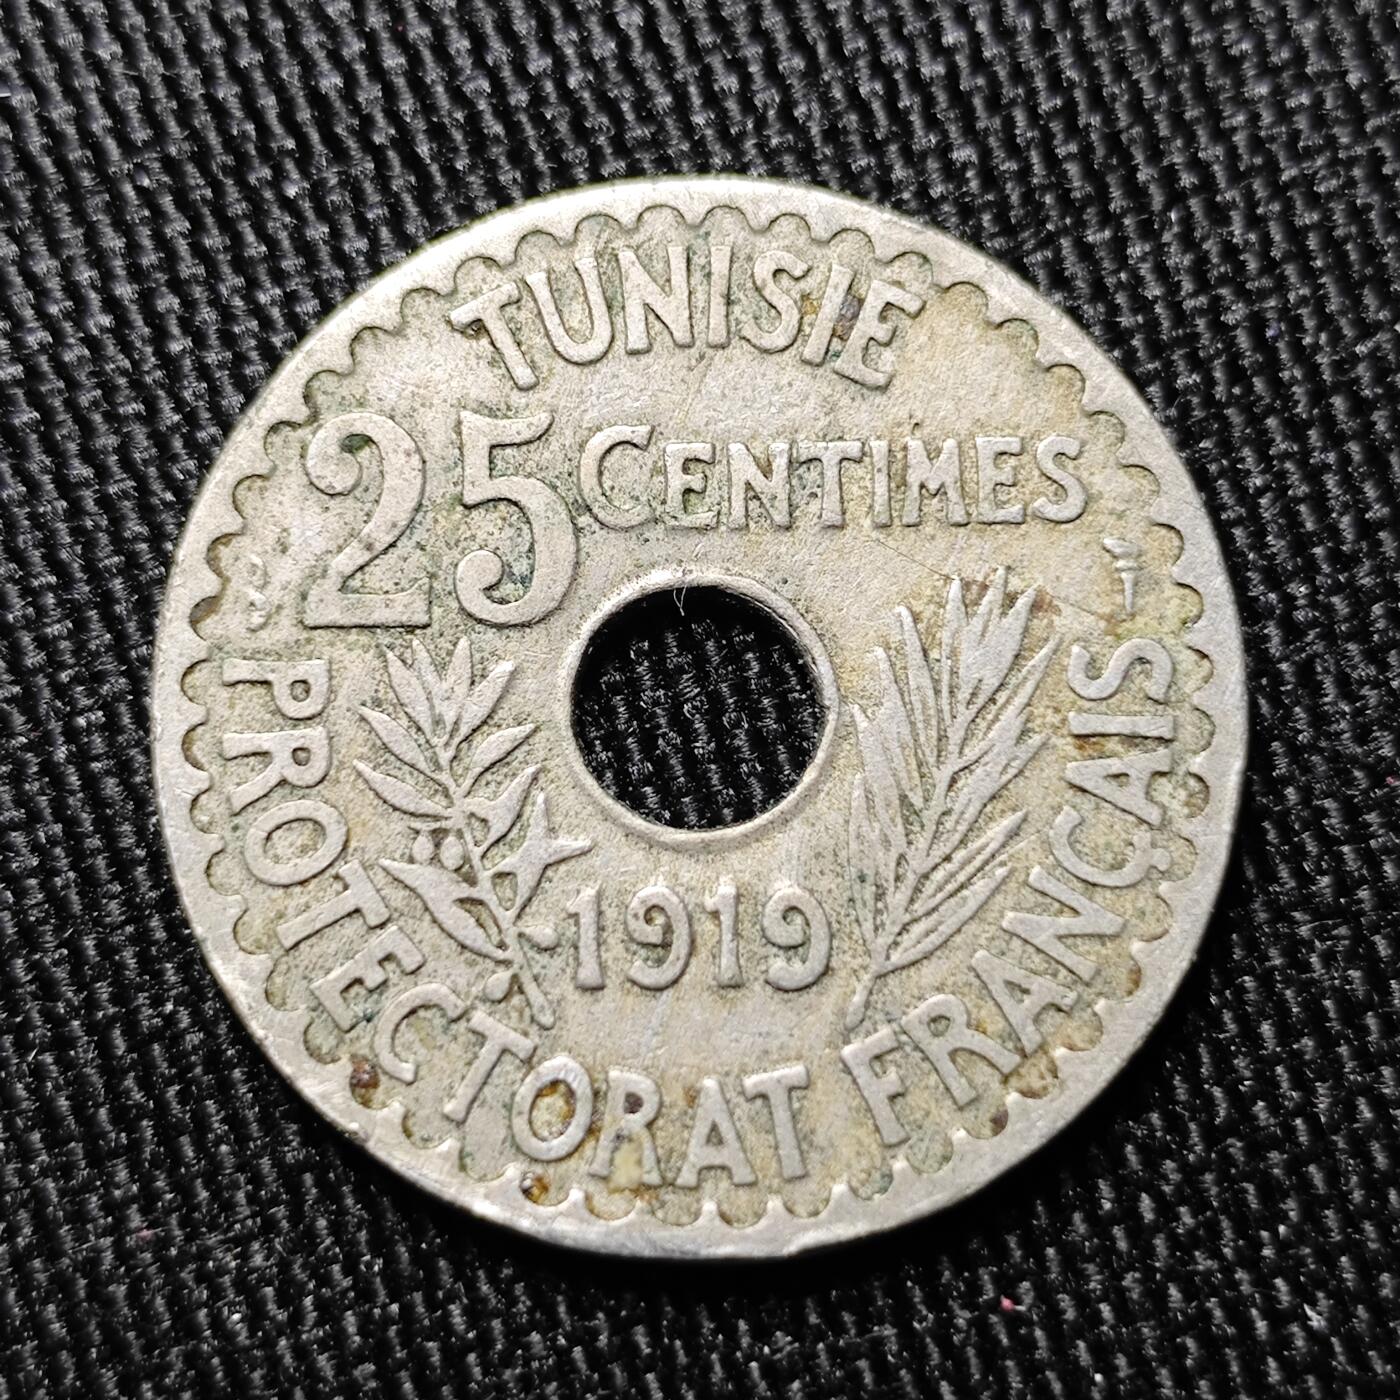 TUNISIE
25 CENTIMES
1919
PROTECTORAT FRANÇAIS